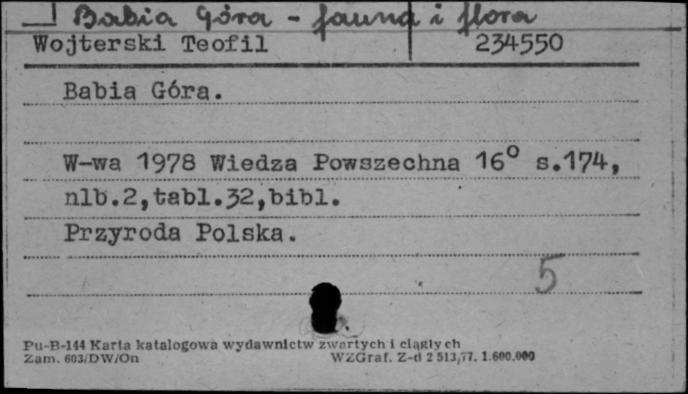 Babia Góra - fauna i flora
Wojterski Teofil 234550
Babia Góra.
W-wa 1978 Wiedza Powszechna 16° s.174,
nlb.2,tabl.32,bibl.
Przyroda Polska.
5
Pu-B-144 Karta katalogowa wydawnictw zwartych i ciągłych
Zam. 603/DW/On WZGraf. Z-d 2 513/77. 1.600.000